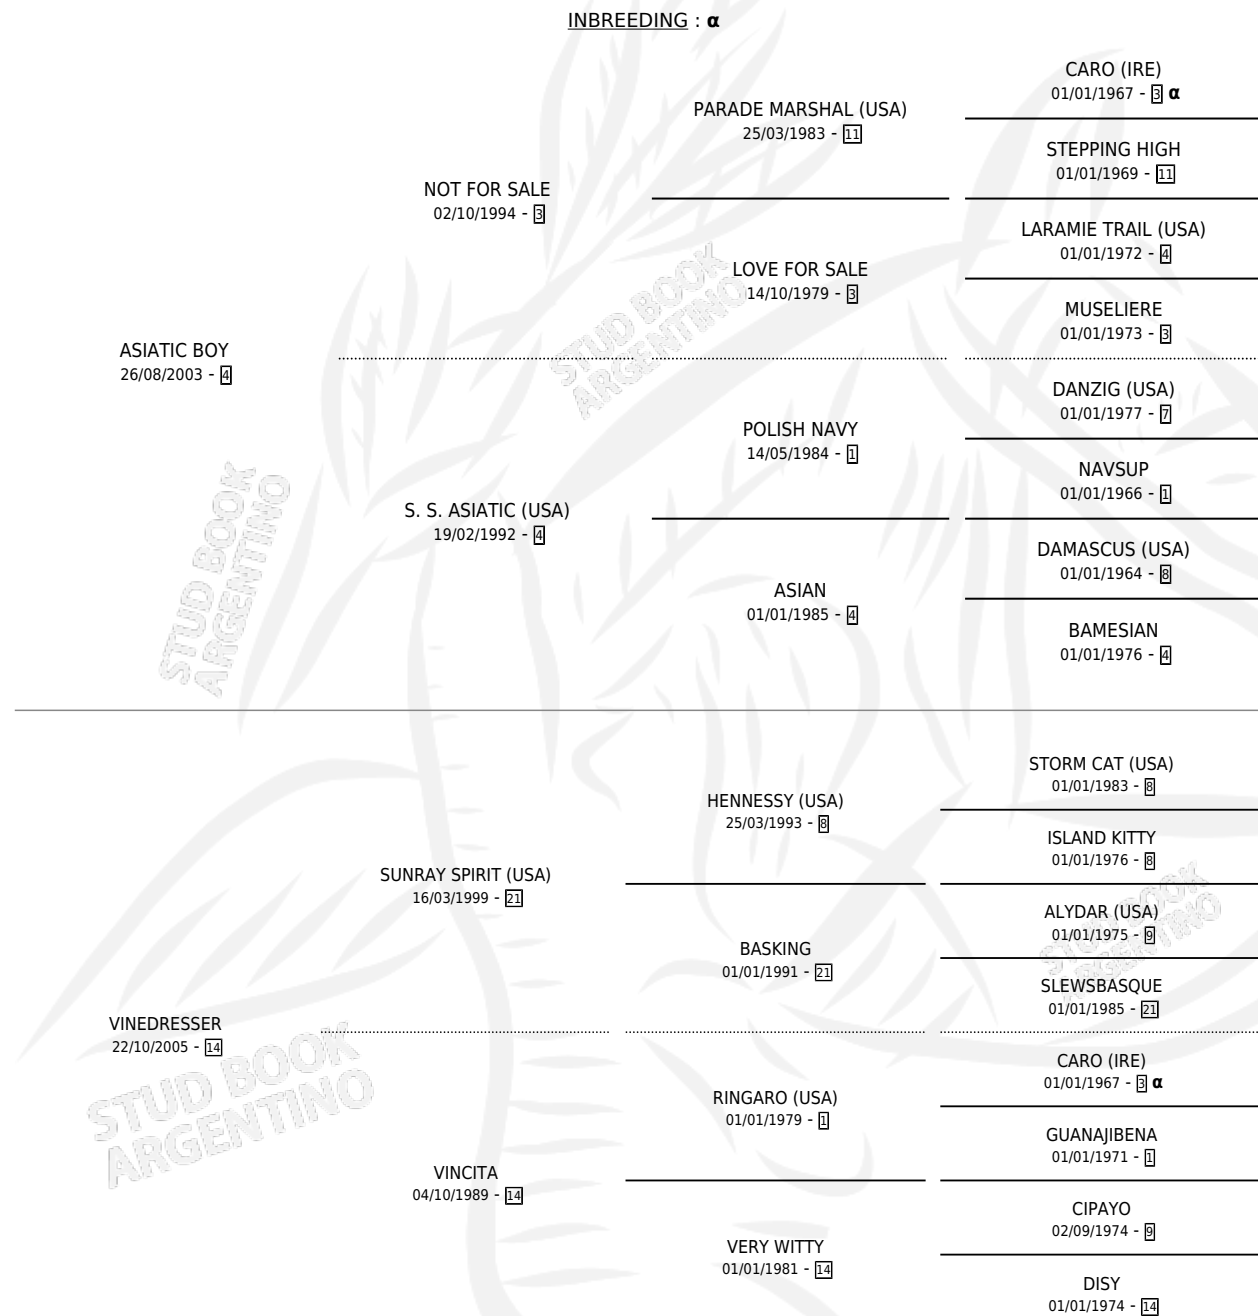 INBREEDING : α
CARO (IRE)
01/01/1967 - 3 α
PARADE MARSHAL (USA)
25/03/1983 - 11
STEPPING HIGH
01/01/1969 - 11
NOT FOR SALE
02/10/1994 - 3
LARAMIE TRAIL (USA)
01/01/1972 - 4
LOVE FOR SALE
14/10/1979 - 3
MUSELIERE
01/01/1973 - 3
ASIATIC BOY
26/08/2003 - 4
DANZIG (USA)
01/01/1977 - 7
POLISH NAVY
14/05/1984 - 1
NAVSUP
01/01/1966 - 1
S. S. ASIATIC (USA)
19/02/1992 - 4
DAMASCUS (USA)
01/01/1964 - 8
ASIAN
01/01/1985 - 4
BAMESIAN
01/01/1976 - 4
STORM CAT (USA)
01/01/1983 - 8
HENNESSY (USA)
25/03/1993 - 8
ISLAND KITTY
01/01/1976 - 8
SUNRAY SPIRIT (USA)
16/03/1999 - 21
ALYDAR (USA)
01/01/1975 - 9
BASKING
01/01/1991 - 21
SLEWSBASQUE
01/01/1985 - 21
VINEDRESSER
22/10/2005 - 14
CARO (IRE)
01/01/1967 - 3 α
RINGARO (USA)
01/01/1979 - 1
GUANAJIBENA
01/01/1971 - 1
VINCITA
04/10/1989 - 14
CIPAYO
02/09/1974 - 9
VERY WITTY
01/01/1981 - 14
DISY
01/01/1974 - 14
STUD BOOK
ARGENTINO
STUD BOOK
ARGENTINO
STUD BOOK
ARGENTINO
STUD BOOK
ARGENTINO